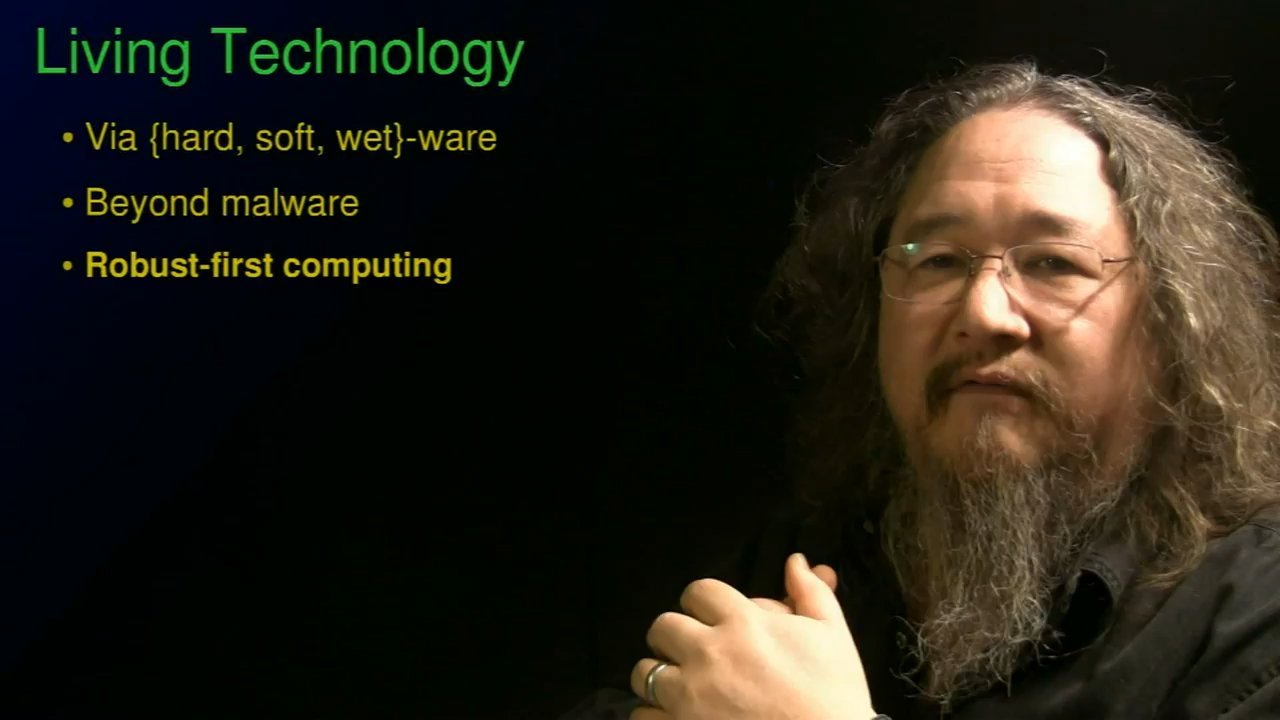 Living Technology
• Via {hard, soft, wet}-ware
• Beyond malware
• Robust-first computing